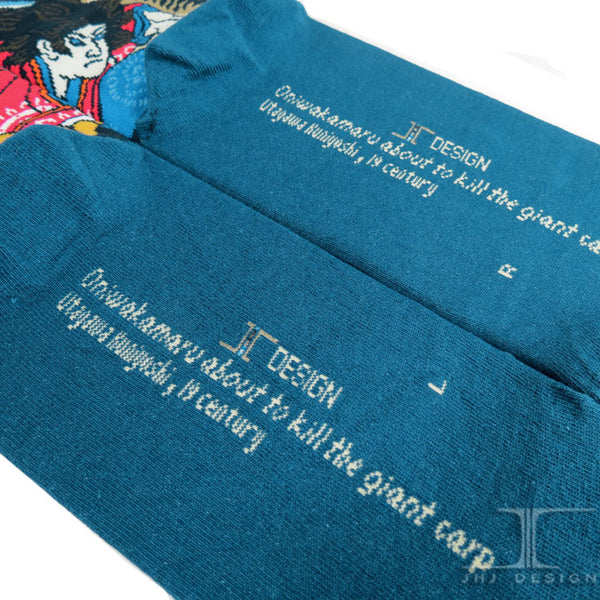 DESIGN
Oniwakamaru about to kill the giant carp
Utagawa Kuniyoshi, 19 century
R
DESIGN
Oniwakamaru about to kill the giant carp
Utagawa Kuniyoshi, 19 century
L
JHJ DESIGN